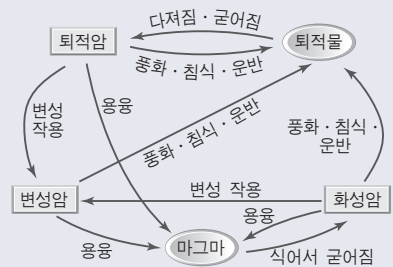 다져짐·굳어짐
퇴적암
퇴적물
풍화·침식·운반
변성
작용
용융
풍화·침식·운반
풍화·침식·
운반
변성암
변성 작용
화성암
용융
용융
마그마
식어서 굳어짐